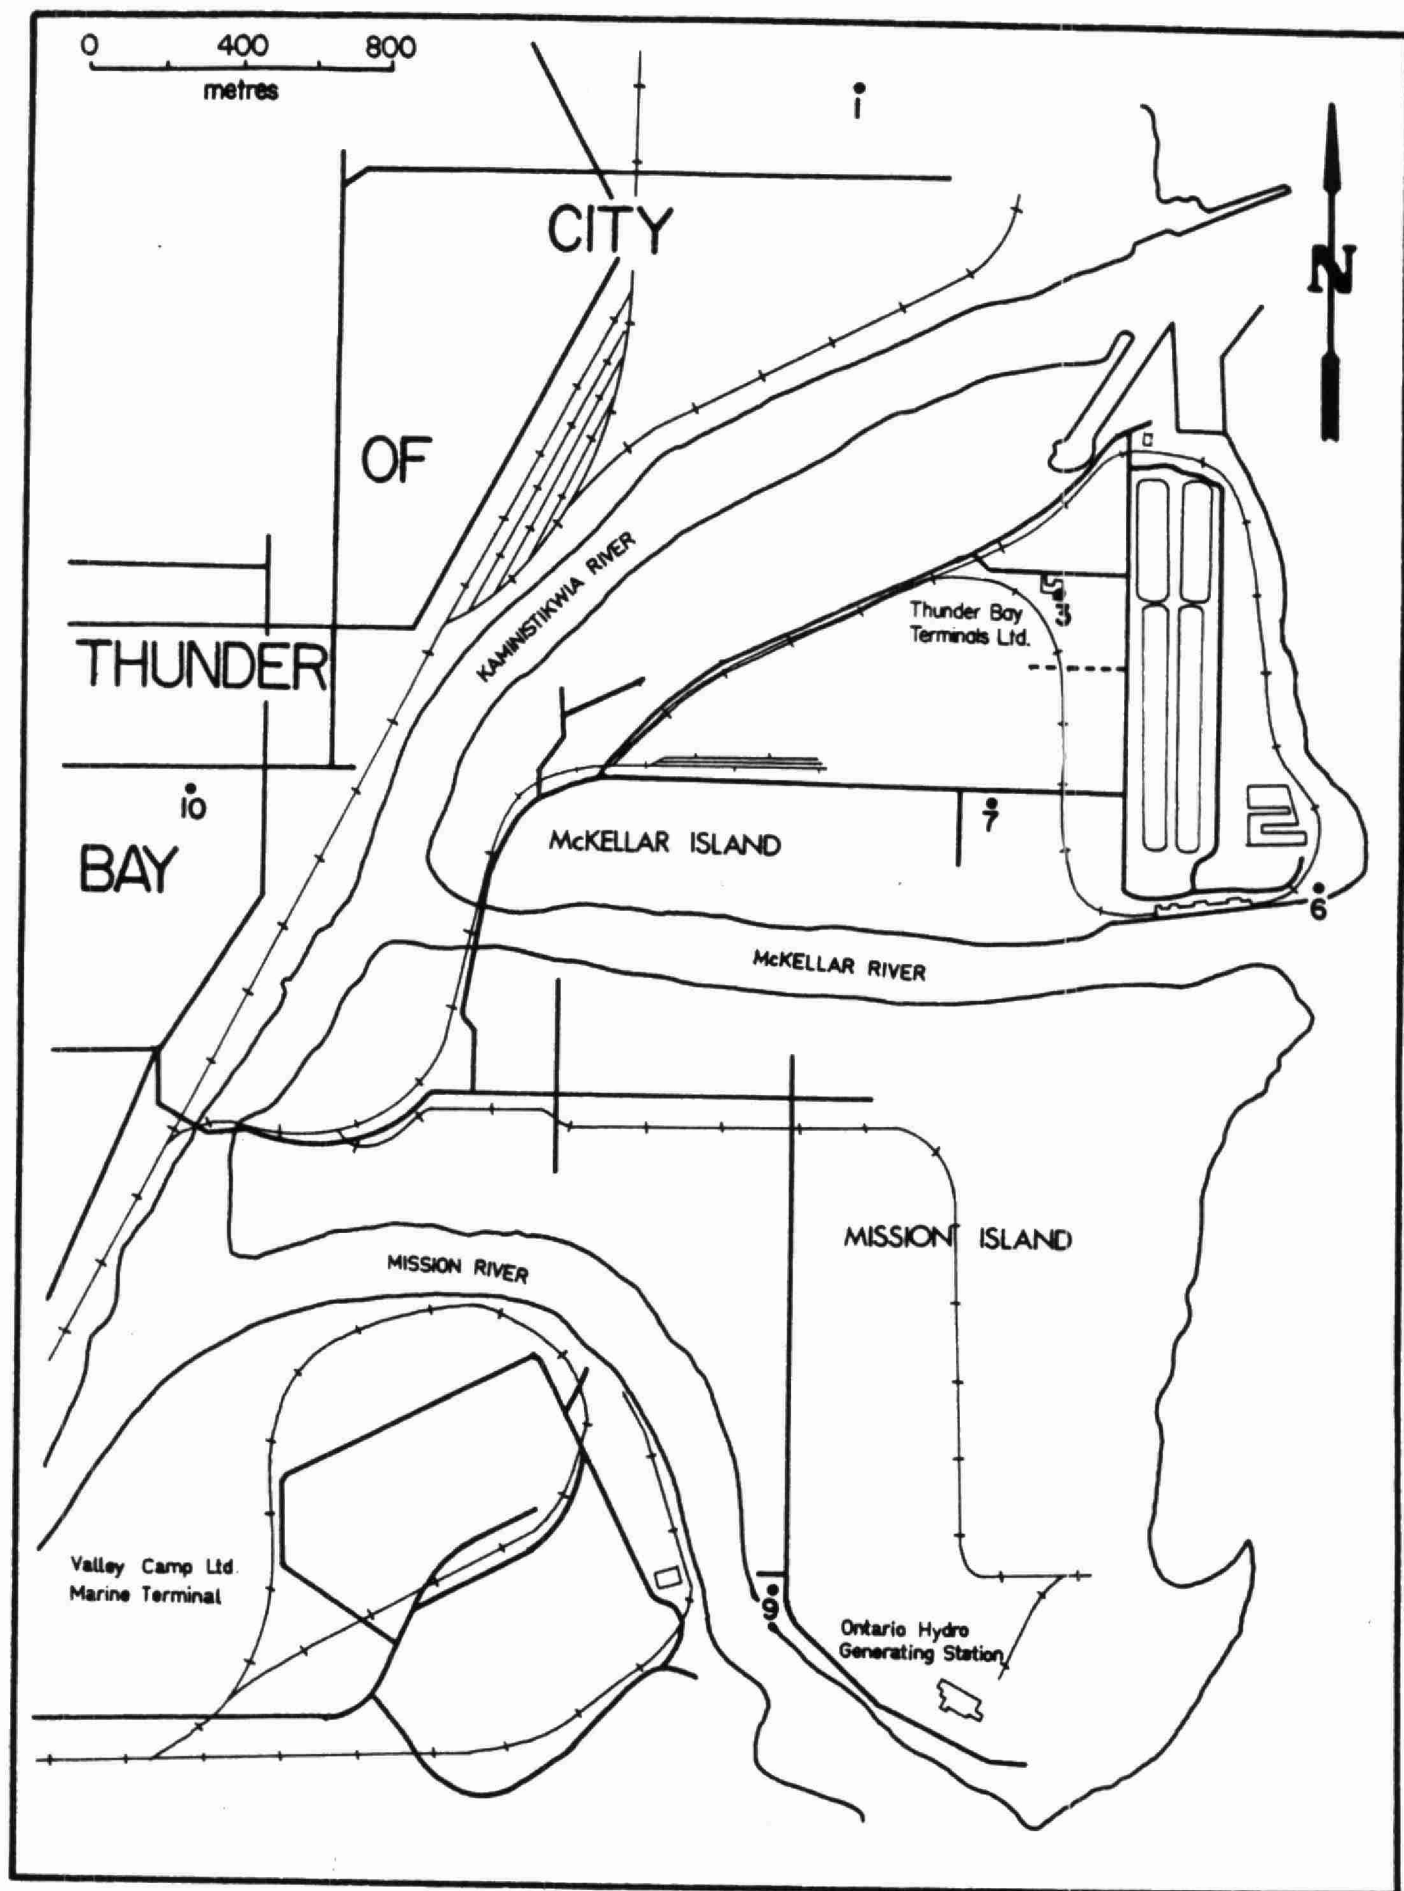 0 400 800
metres
1
N
CITY
OF
THUNDER
BAY
KAMINISTIKWIA RIVER
Thunder Bay
Terminals Ltd.
3
10
7
McKELLAR ISLAND
6
McKELLAR RIVER
MISSION ISLAND
MISSION RIVER
Valley Camp Ltd.
Marine Terminal
9
Ontario Hydro
Generating Station